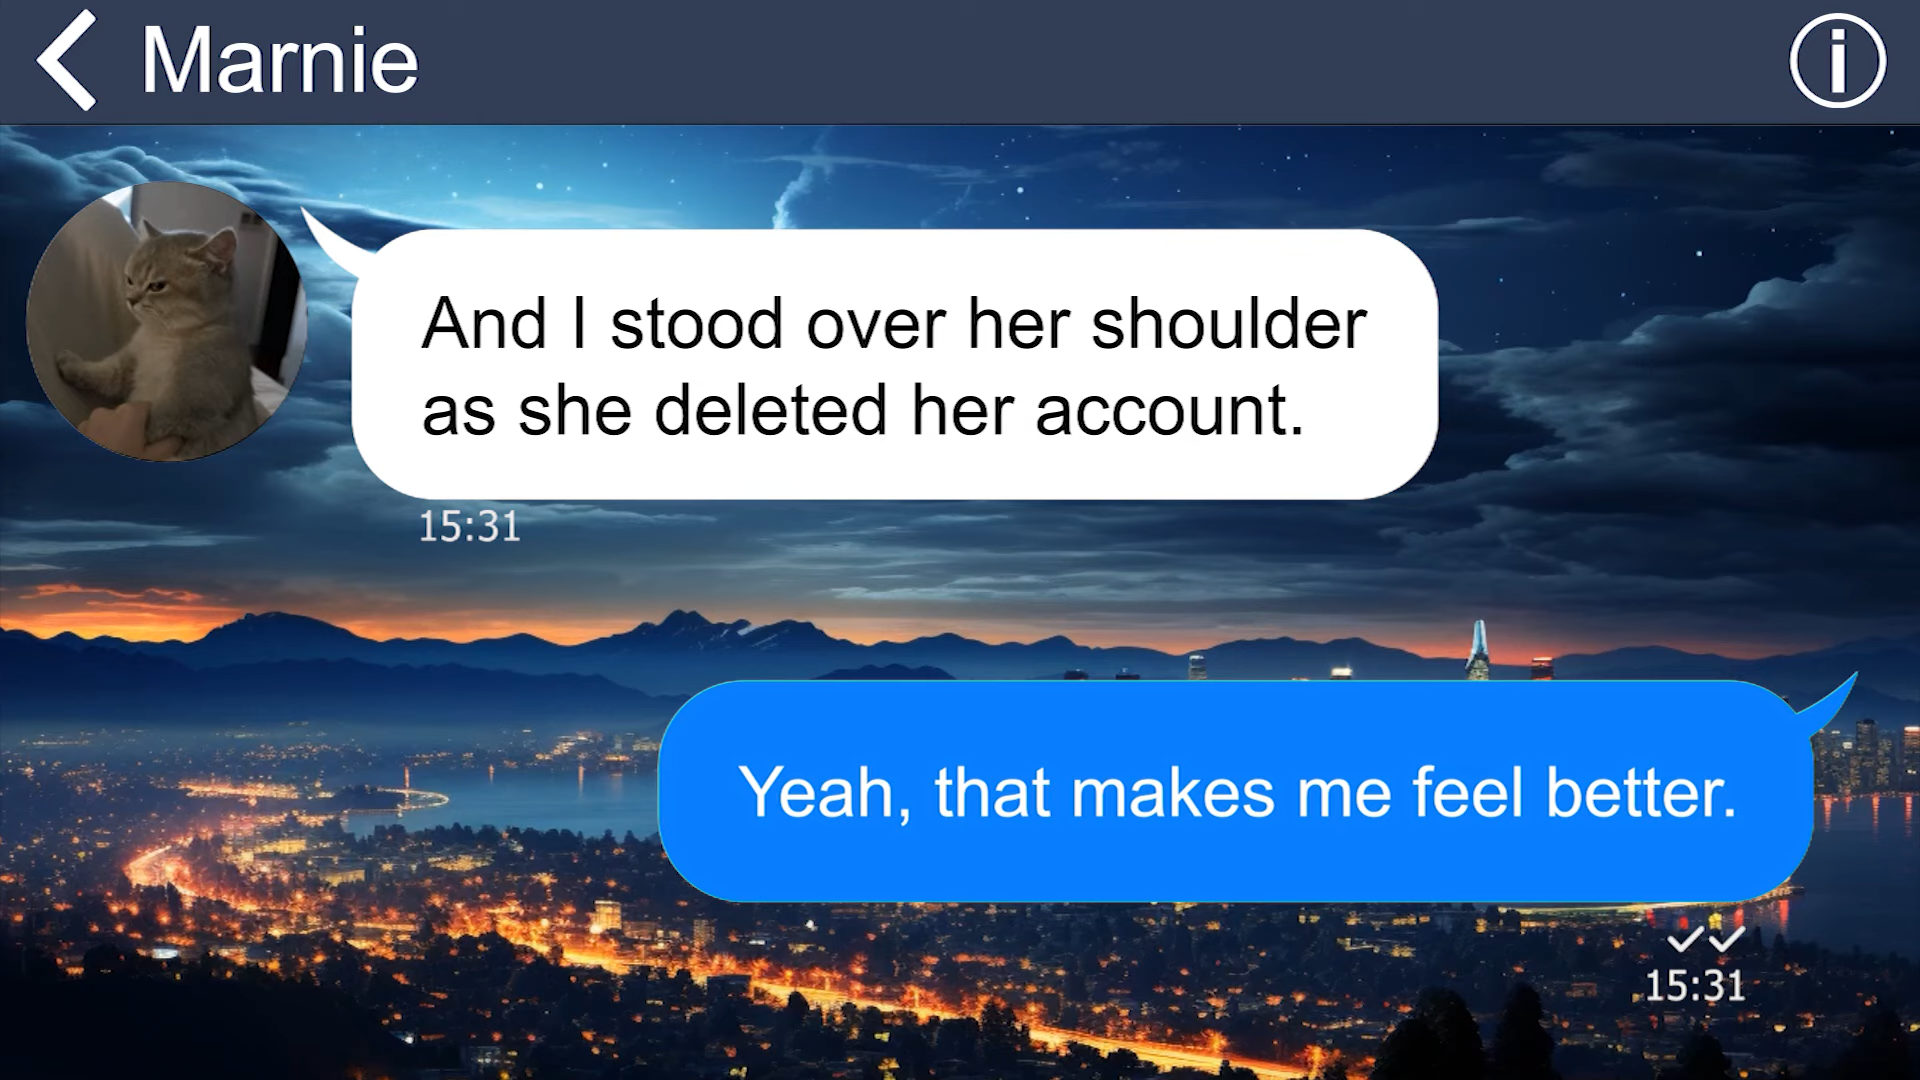 Marnie
And I stood over her shoulder
as she deleted her account.
15:31
Yeah, that makes me feel better.
15:31